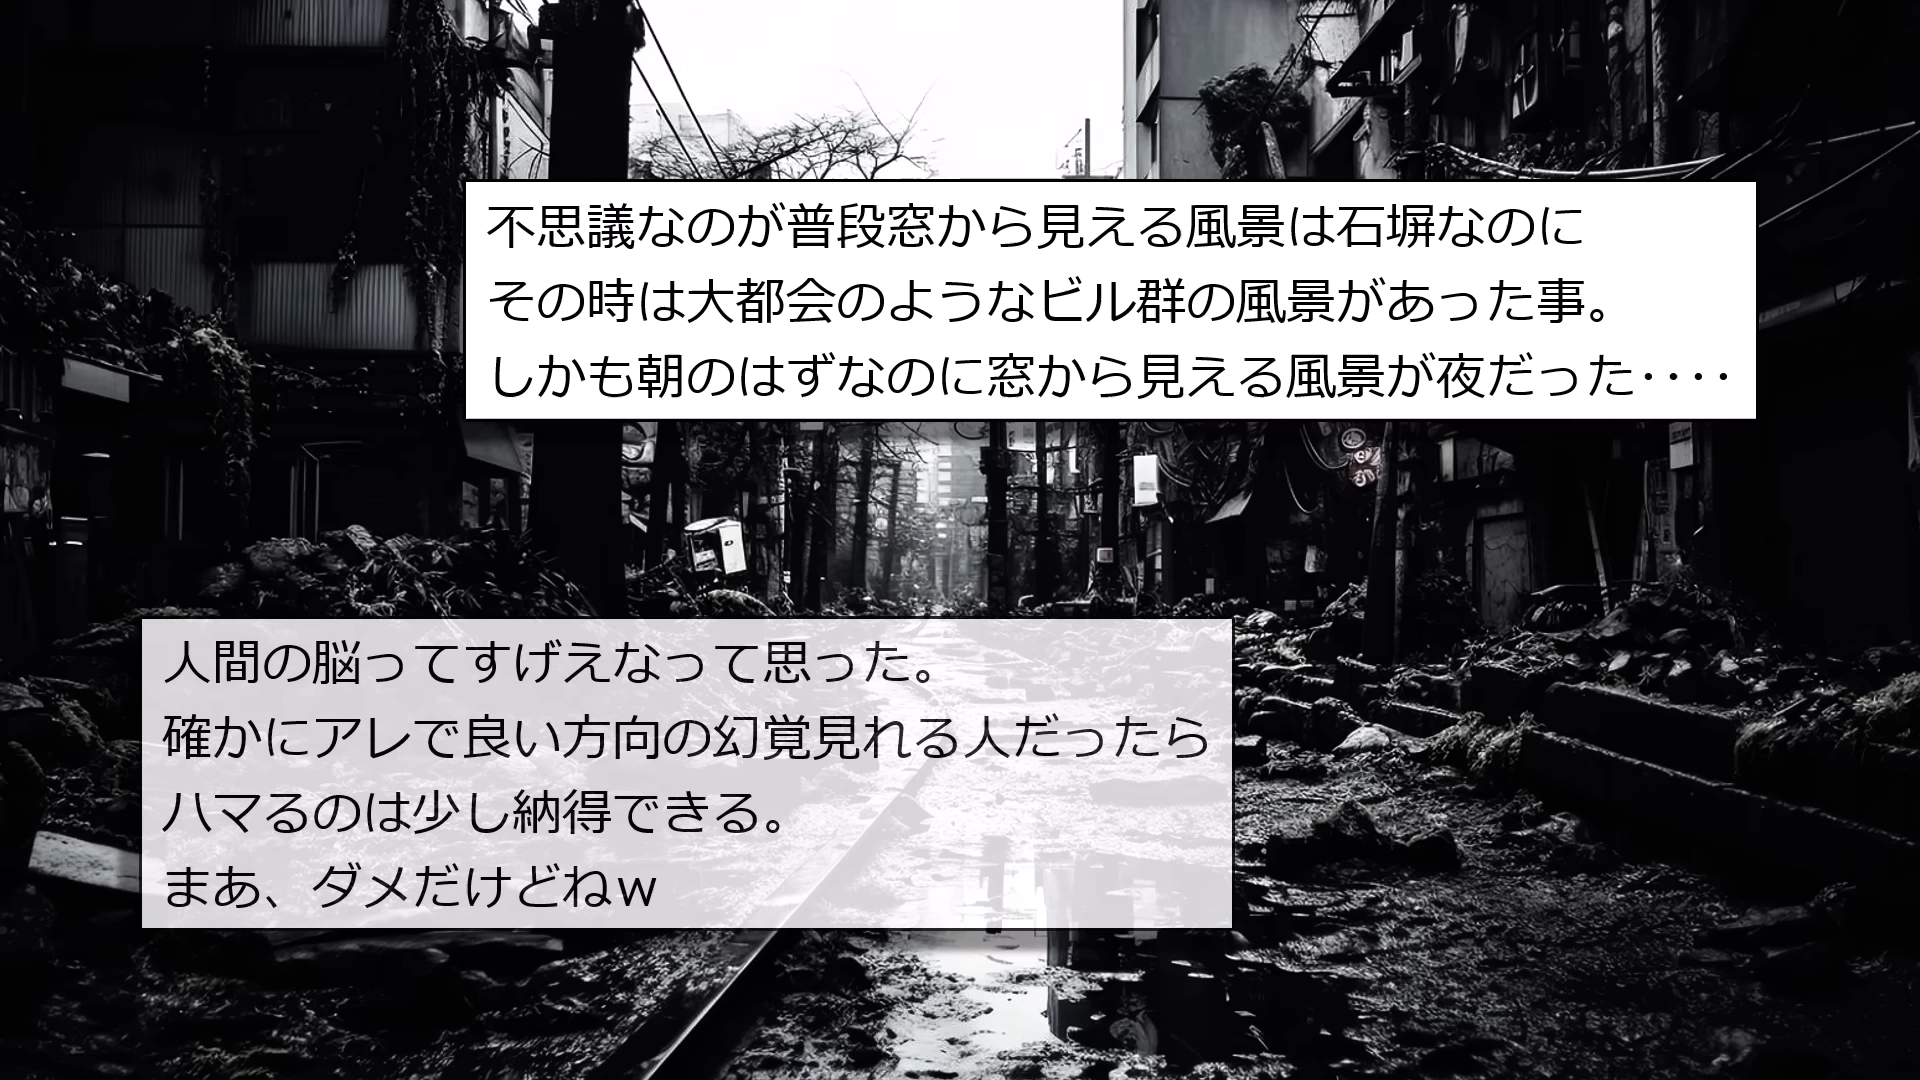 不思議なのが普段窓から見える風景は石塀なのに
その時は大都会のようなビル群の風景があった事。
しかも朝のはずなのに窓から見える風景が夜だった････
人間の脳ってすげえなって思った。
確かにアレで良い方向の幻覚見れる人だったら
ハマるのは少し納得できる。
まあ、ダメだけどねｗ